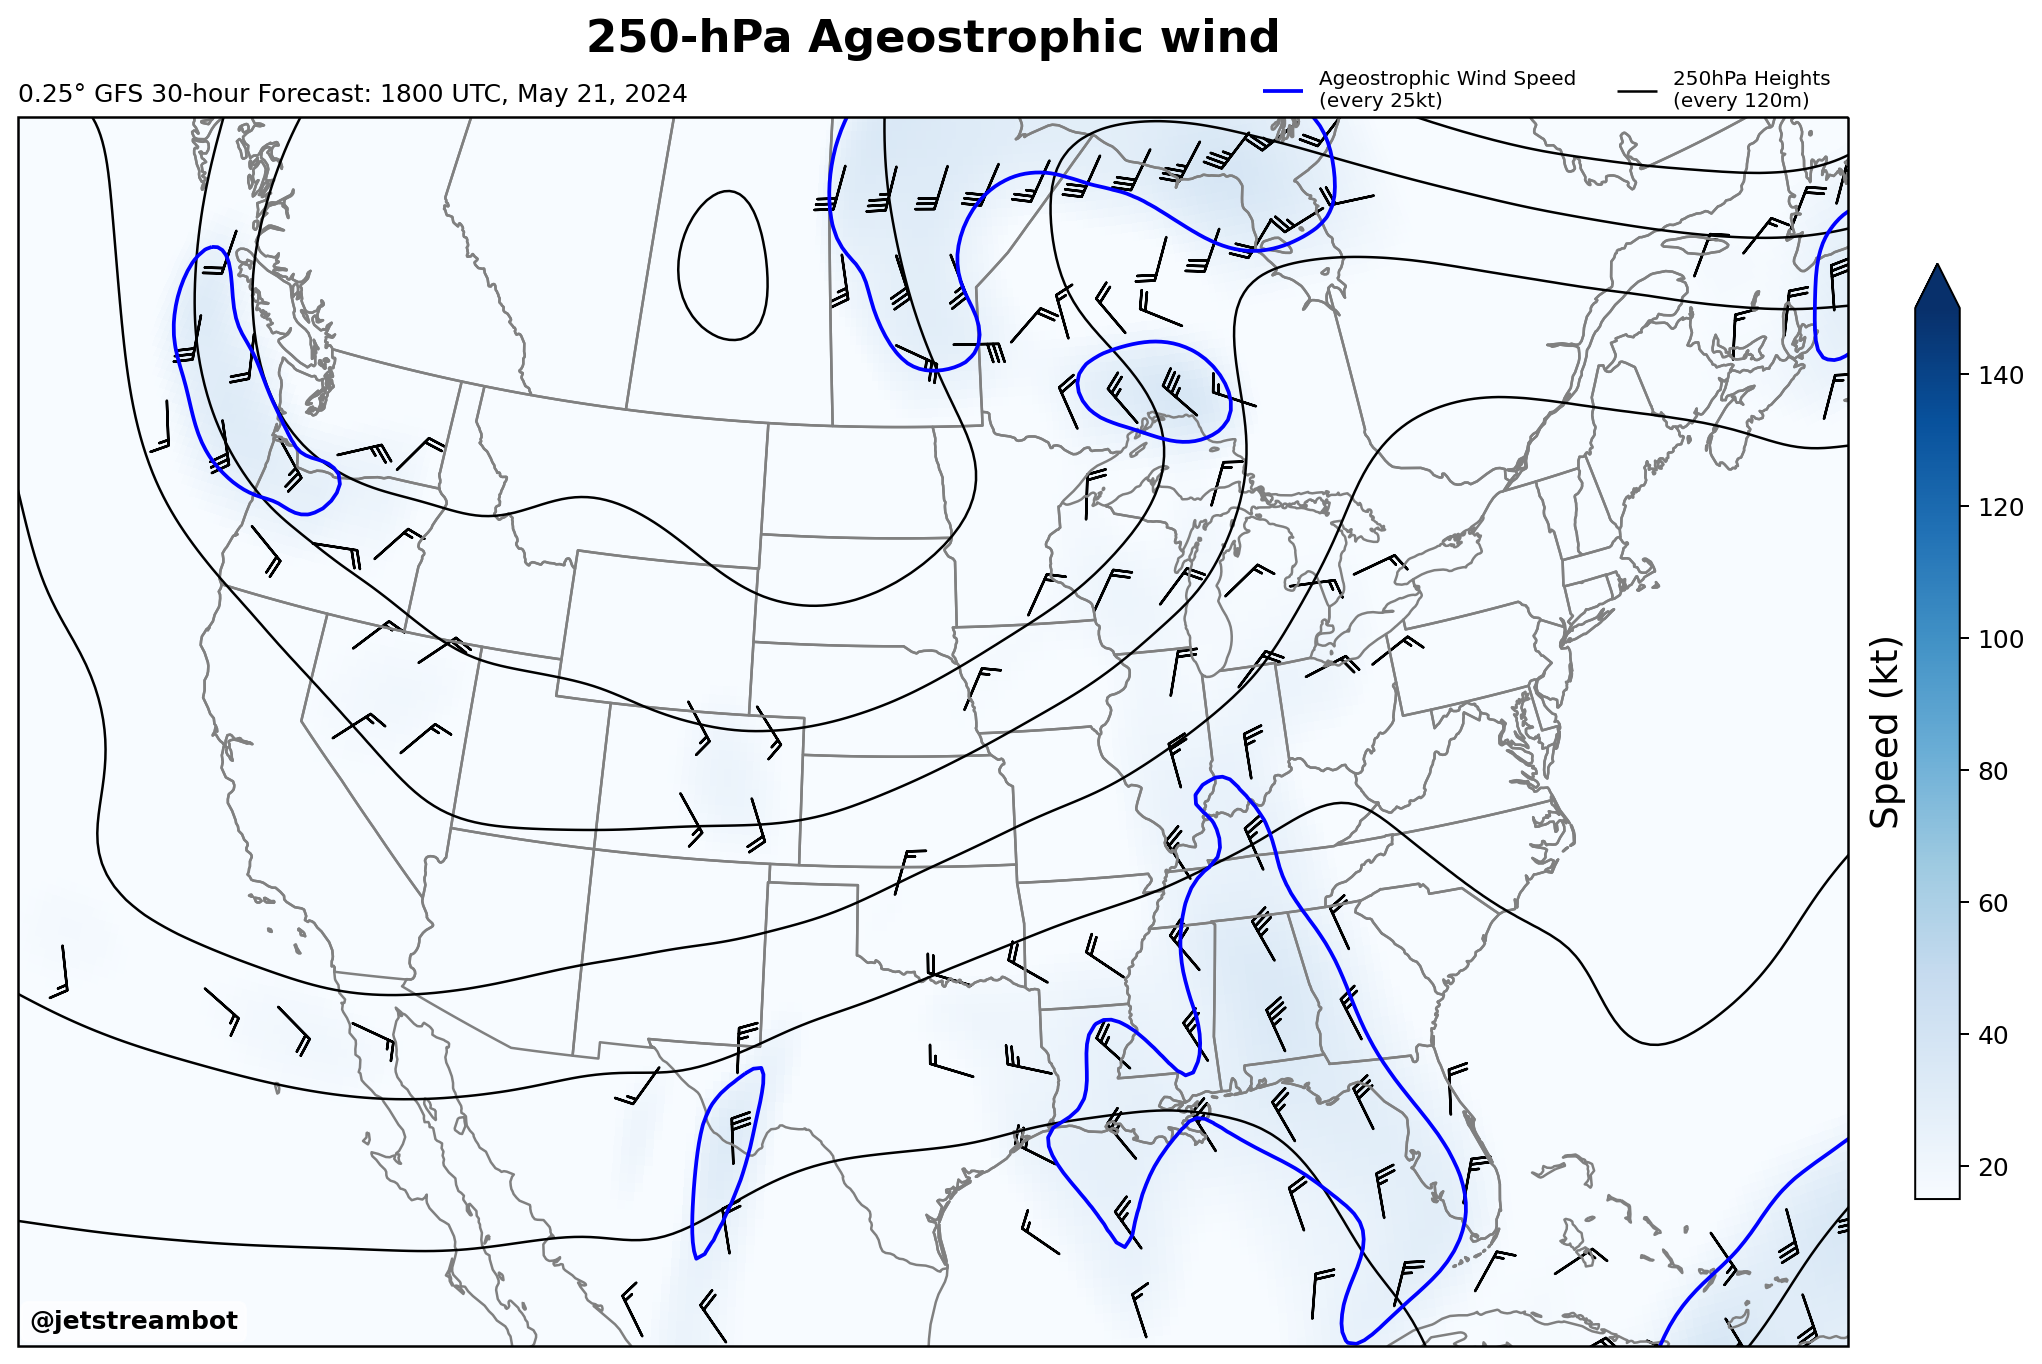 250-hPa Ageostrophic wind
0.25° GFS 30-hour Forecast: 1800 UTC, May 21, 2024
Ageostrophic Wind Speed
(every 25kt)
250hPa Heights
(every 120m)
140
120
100
80
60
40
20
Speed (kt)
@jetstreambot